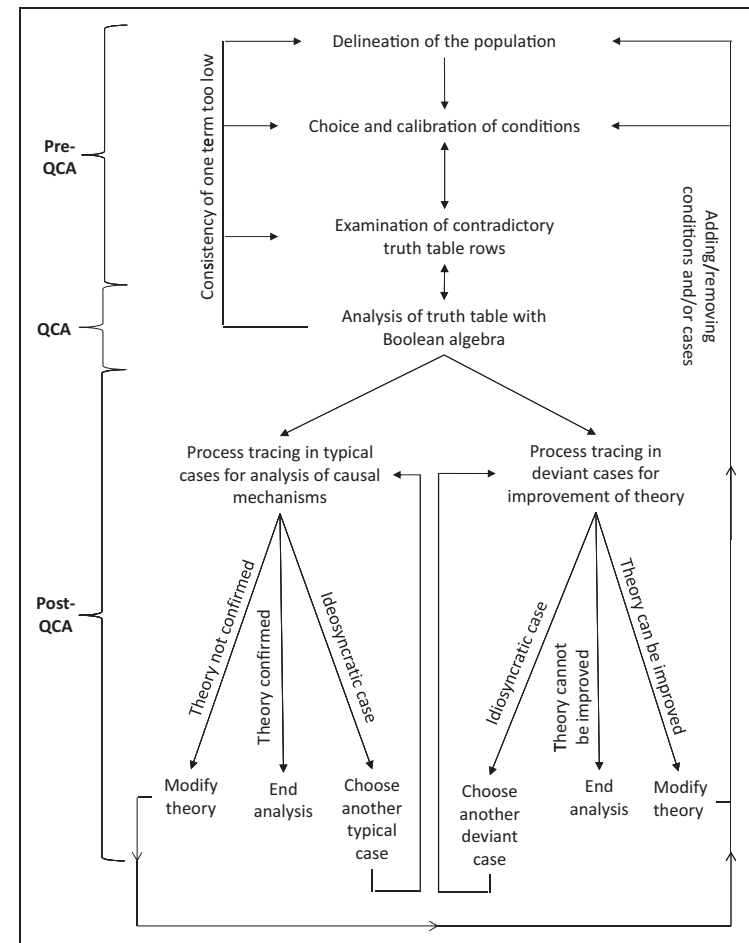 Delineation of the population
Consistency of one term too low
Pre-
QCA
Choice and calibration of conditions
Examination of contradictory
truth table rows
Adding/removing
conditions and/or cases
QCA
Analysis of truth table with
Boolean algebra
Process tracing in typical
cases for analysis of causal
mechanisms
Process tracing in
deviant cases for
improvement of theory
Post-
QCA
Theory not confirmed
Theory confirmed
Ideosyncratic case
Idiosyncratic case
Theory cannot
be improved
Theory can be improved
Modify
theory
End
analysis
Choose
another
typical
case
Choose
another
deviant
case
End
analysis
Modify
theory